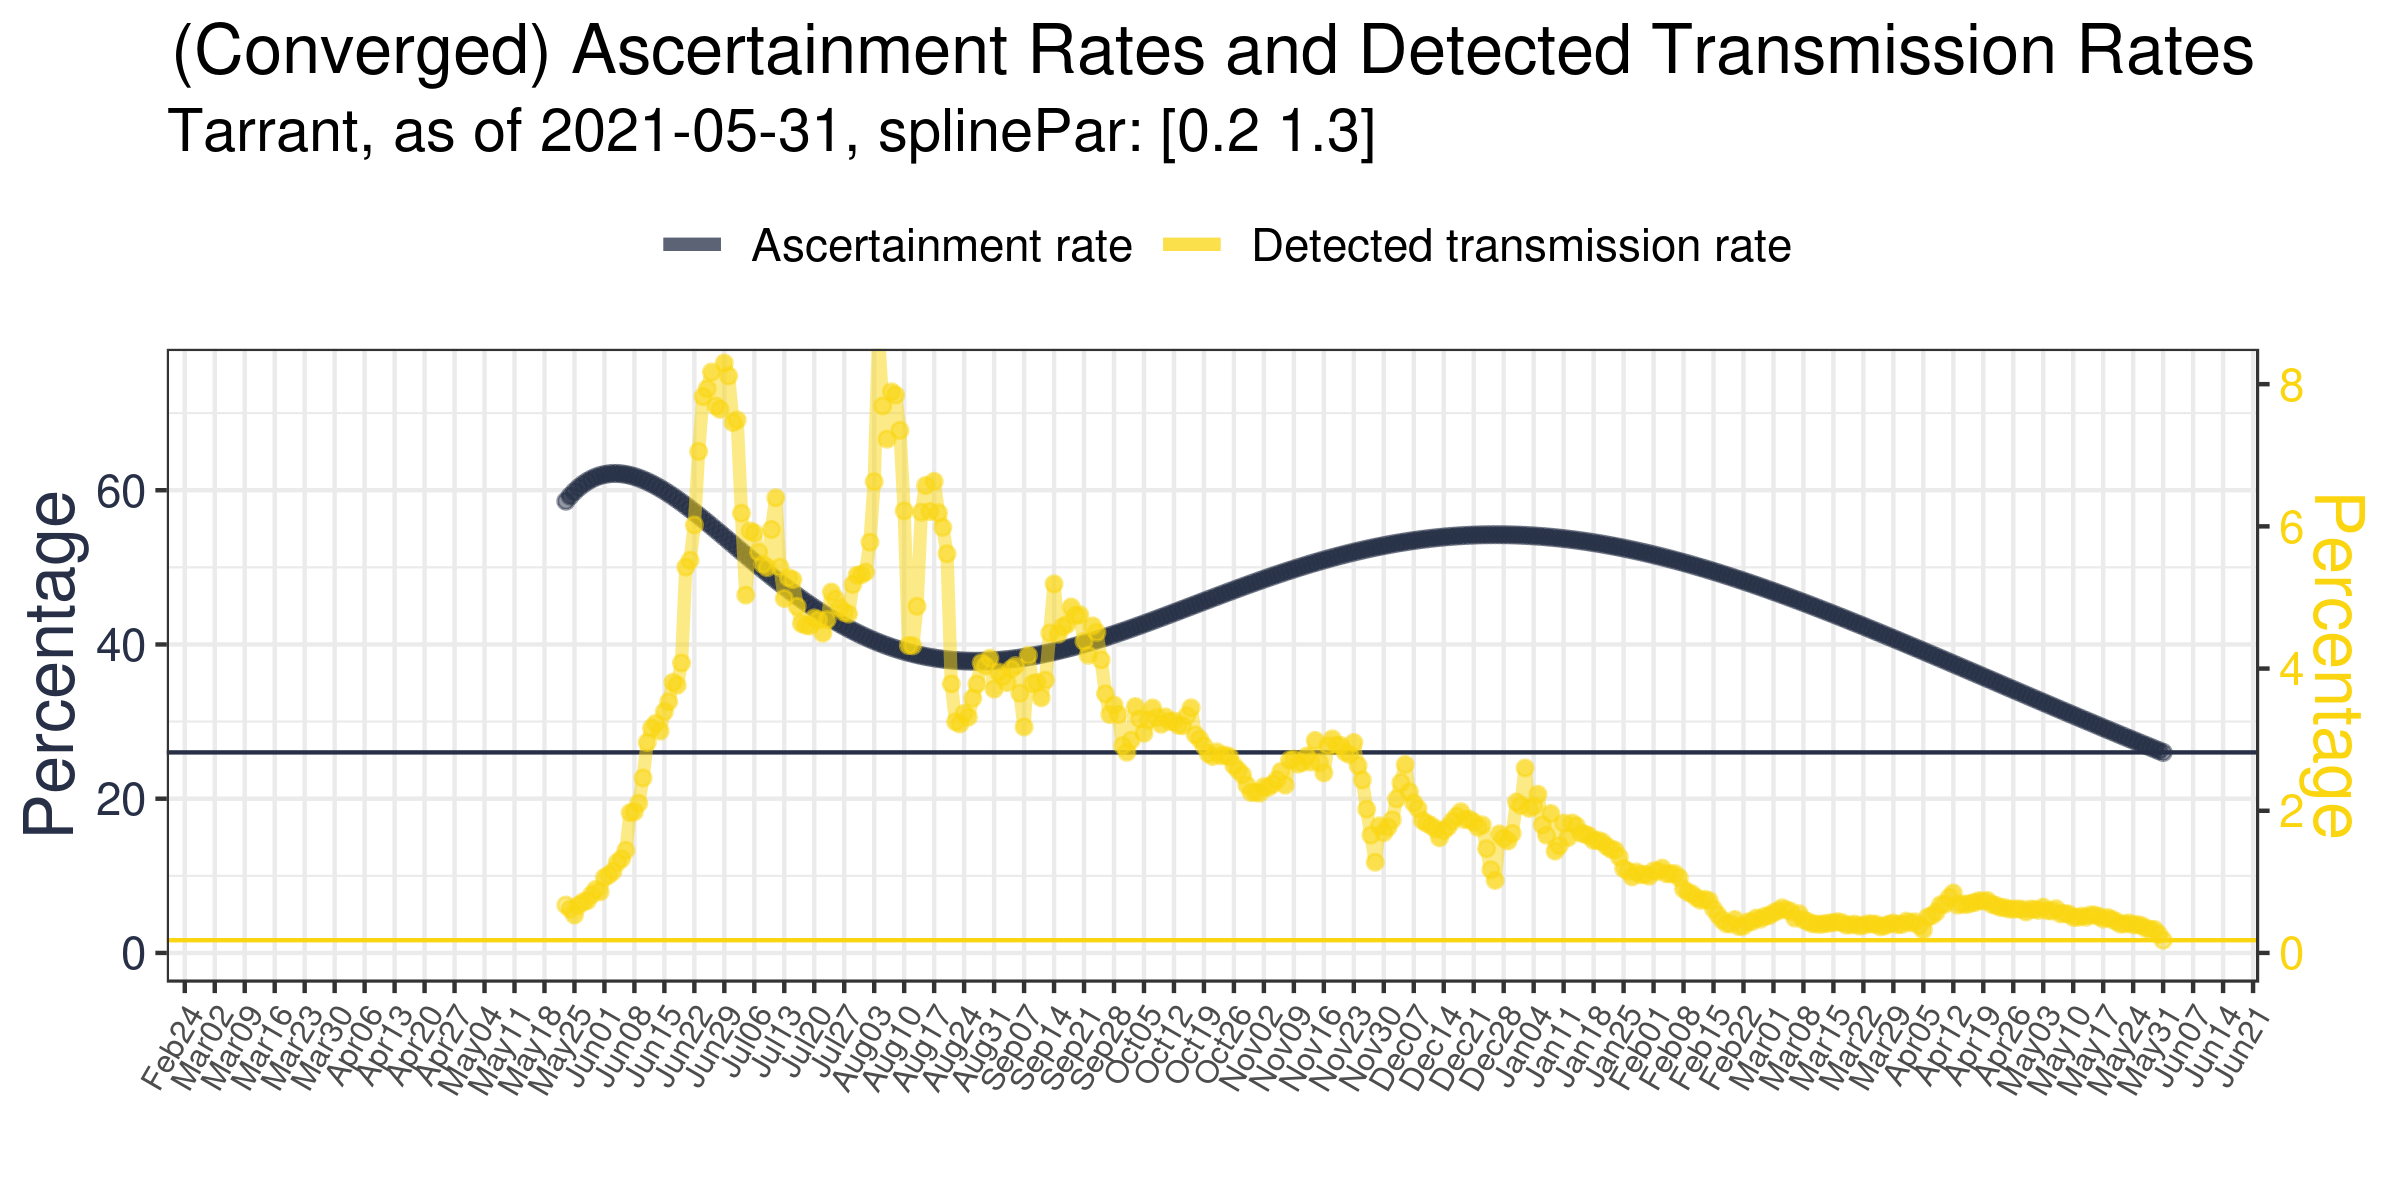 (Converged) Ascertainment Rates and Detected Transmission Rates
Tarrant, as of 2021-05-31, splinePar: [0.2 1.3]
Ascertainment rate
Detected transmission rate
Percentage
60
40
20
0
8
6
4
2
0
Percentage
Feb24
Mar02
Mar09
Mar16
Mar23
Mar30
Apr06
Apr13
Apr20
Apr27
May04
May11
May18
May25
Jun01
Jun08
Jun15
Jun22
Jun29
Jul06
Jul13
Jul20
Jul27
Aug03
Aug10
Aug17
Aug24
Aug31
Sep07
Sep14
Sep21
Sep28
Oct05
Oct12
Oct19
Oct26
Nov02
Nov09
Nov16
Nov23
Nov30
Dec07
Dec14
Dec21
Dec28
Jan04
Jan11
Jan18
Jan25
Feb01
Feb08
Feb15
Feb22
Mar01
Mar08
Mar15
Mar22
Mar29
Apr05
Apr12
Apr19
Apr26
May03
May10
May17
May24
May31
Jun07
Jun14
Jun21